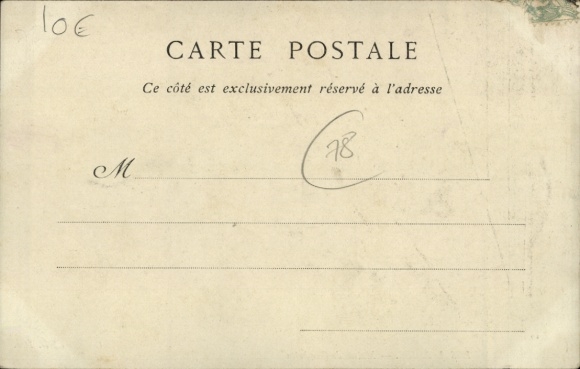 10€
CARTE POSTALE
Ce côté est exclusivement réservé à l'adresse
78
M